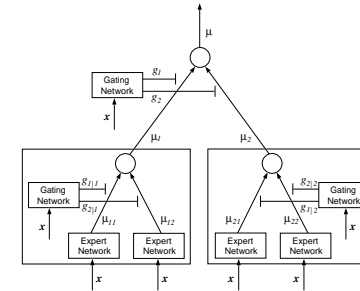 μ
g1
Gating
Network
g2
x
μ1
μ2
g1|1
g2|2
Gating
Network
g2|1
g1|2
Gating
Network
μ11
μ12
μ21
μ22
x
x
Expert
Network
Expert
Network
Expert
Network
Expert
Network
x
x
x
x